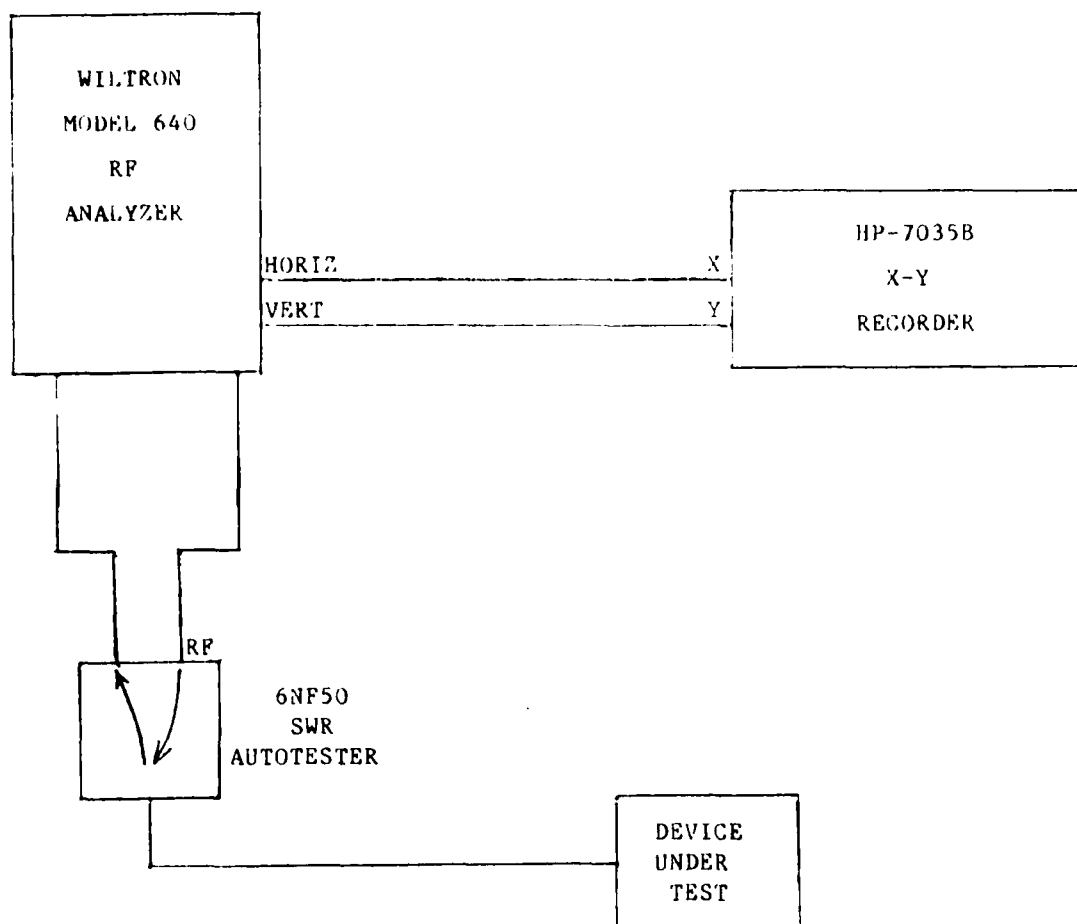 WILTRON
MODEL 640
RF
ANALYZER
HORIZ
X
VERT
Y
HP-7035B
X-Y
RECORDER
RF
6NF50
SWR
AUTOTESTER
DEVICE
UNDER
TEST